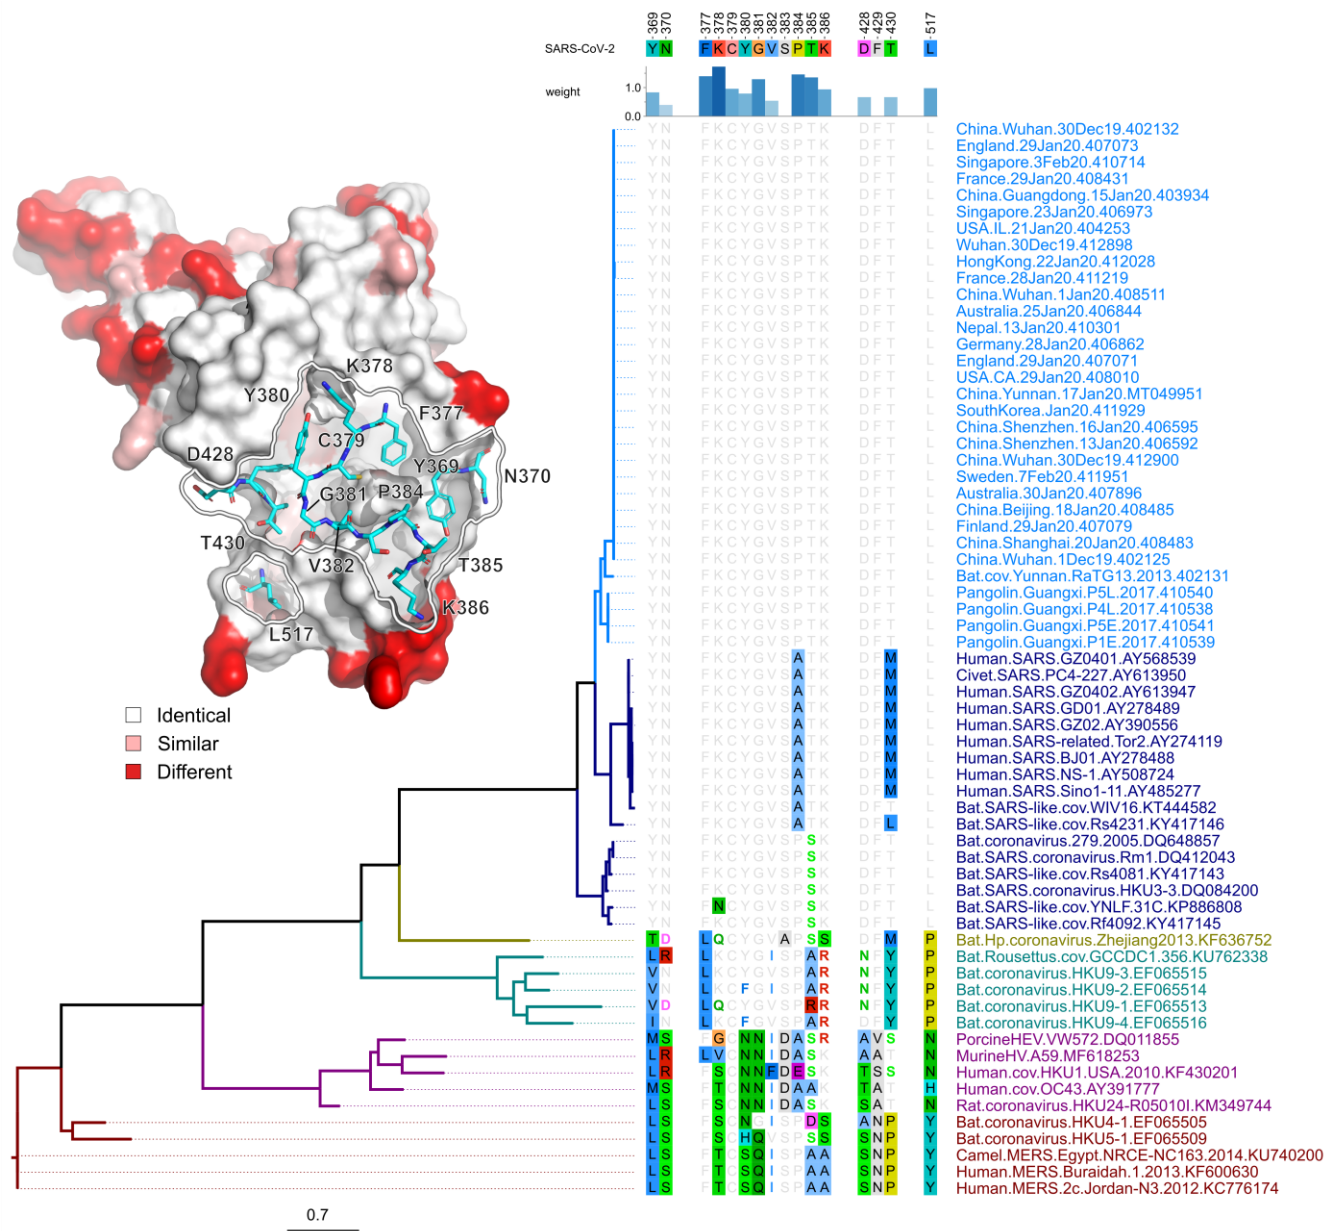 369 370 377 378 379 380 381 382 383 384 385 386 428 429 430 517
SARS-CoV-2 Y N F K C Y G V S P T K D F T L
weight 1.0
0.0
Y N F K C Y G V S P T K D F T L China.Wuhan.30Dec19.402132
Y N F K C Y G V S P T K D F T L England.29Jan20.407073
Y N F K C Y G V S P T K D F T L Singapore.3Feb20.410714
Y N F K C Y G V S P T K D F T L France.29Jan20.408431
Y N F K C Y G V S P T K D F T L China.Guangdong.15Jan20.403934
Y N F K C Y G V S P T K D F T L Singapore.23Jan20.406973
Y N F K C Y G V S P T K D F T L USA.IL.21Jan20.404253
Y N F K C Y G V S P T K D F T L Wuhan.30Dec19.412898
Y N F K C Y G V S P T K D F T L HongKong.22Jan20.412028
Y N F K C Y G V S P T K D F T L France.28Jan20.411219
Y N F K C Y G V S P T K D F T L China.Wuhan.1Jan20.408511
Y N F K C Y G V S P T K D F T L Australia.25Jan20.406844
Y N F K C Y G V S P T K D F T L Nepal.13Jan20.410301
Y N F K C Y G V S P T K D F T L Germany.28Jan20.406862
Y N F K C Y G V S P T K D F T L England.29Jan20.407071
Y N F K C Y G V S P T K D F T L USA.CA.29Jan20.408010
Y N F K C Y G V S P T K D F T L China.Yunnan.17Jan20.MT049951
Y N F K C Y G V S P T K D F T L SouthKorea.Jan20.411929
Y N F K C Y G V S P T K D F T L China.Shenzhen.16Jan20.406595
Y N F K C Y G V S P T K D F T L China.Shenzhen.13Jan20.406592
Y N F K C Y G V S P T K D F T L China.Wuhan.30Dec19.412900
Y N F K C Y G V S P T K D F T L Sweden.7Feb20.411951
Y N F K C Y G V S P T K D F T L Australia.30Jan20.407896
Y N F K C Y G V S P T K D F T L China.Beijing.18Jan20.408485
Y N F K C Y G V S P T K D F T L Finland.29Jan20.407079
Y N F K C Y G V S P T K D F T L China.Shanghai.20Jan20.408483
Y N F K C Y G V S P T K D F T L China.Wuhan.1Dec19.402125
Y N F K C Y G V S P T K D F T L Bat.cov.Yunnan.RaTG13.2013.402131
Y N F K C Y G V S P T K D F T L Pangolin.Guangxi.P5L.2017.410540
Y N F K C Y G V S P T K D F T L Pangolin.Guangxi.P4L.2017.410538
Y N F K C Y G V S P T K D F T L Pangolin.Guangxi.P5E.2017.410541
Y N F K C Y G V S P T K D F T L Pangolin.Guangxi.P1E.2017.410539
Y N F K C Y G V S A T K D F M L Human.SARS.GZ0401.AY568539
Y N F K C Y G V S A T K D F M L Civet.SARS.PC4-227.AY613950
Y N F K C Y G V S A T K D F M L Human.SARS.GZ0402.AY613947
Y N F K C Y G V S A T K D F M L Human.SARS.GD01.AY278489
Y N F K C Y G V S A T K D F M L Human.SARS.GZ02.AY390556
Y N F K C Y G V S A T K D F M L Human.SARS-related.Tor2.AY274119
Y N F K C Y G V S A T K D F M L Human.SARS.BJ01.AY278488
Y N F K C Y G V S A T K D F M L Human.SARS.NS-1.AY508724
Y N F K C Y G V S A T K D F M L Human.SARS.Sino1-11.AY485277
Y N F K C Y G V S A T K D F T L Bat.SARS-like.cov.WIV16.KT444582
Y N F K C Y G V S A T K D F L L Bat.SARS-like.cov.Rs4231.KY417146
Y N F K C Y G V S P S K D F T L Bat.coronavirus.279.2005.DQ648857
Y N F K C Y G V S P S K D F T L Bat.SARS.coronavirus.Rm1.DQ412043
Y N F K C Y G V S P S K D F T L Bat.SARS-like.cov.Rs4081.KY417143
Y N F K C Y G V S P S K D F T L Bat.SARS.coronavirus.HKU3-3.DQ084200
Y N F N C Y G V S P S K D F T L Bat.SARS-like.cov.YNLF.31C.KP886808
Y N F K C Y G V S P S K D F T L Bat.SARS-like.cov.Rf4092.KY417145
T D L Q C Y G V A P S S D F M P Bat.Hp.coronavirus.Zhejiang2013.KF636752
L R L K C Y G I S P A R N F Y P Bat.Rousettus.cov.GCCDC1.356.KU762338
V N L K C Y G V S P A R N F Y P Bat.coronavirus.HKU9-3.EF065515
V N L K C F G I S P A R N F Y P Bat.coronavirus.HKU9-2.EF065514
V D L Q C Y G V S P R R N F Y P Bat.coronavirus.HKU9-1.EF065513
I N L K C F G V S P A R D F Y P Bat.coronavirus.HKU9-4.EF065516
M S F G C N N I D A S R A V S N PorcineHEV.VW572.DQ011855
L R L V C N N I D A S K A A T N MurineHV.A59.MF618253
L R F S C N N F D E S K T S S N Human.cov.HKU1.USA.2010.KF430201
M S F T C N N I D A A K T A T H Human.cov.OC43.AY391777
L S F S C N N I D A S K S A T N Rat.coronavirus.HKU24-R05010I.KM349744
L S F S C N G I S P D S A N P Y Bat.coronavirus.HKU4-1.EF065505
L S F S C H Q V S P S S S N P Y Bat.coronavirus.HKU5-1.EF065509
L S F T C S Q I S P A A S N P Y Camel.MERS.Egypt.NRCE-NC163.2014.KU740200
L S F T C S Q I S P A A S N P Y Human.MERS.Buraidah.1.2013.KF600630
L S F T C S Q I S P A A S N P Y Human.MERS.2c.Jordan-N3.2012.KC776174
K378
Y380
F377
C379
D428
Y369
N370
G381
P384
T430
V382
T385
K386
L517
Identical
Similar
Different
0.7